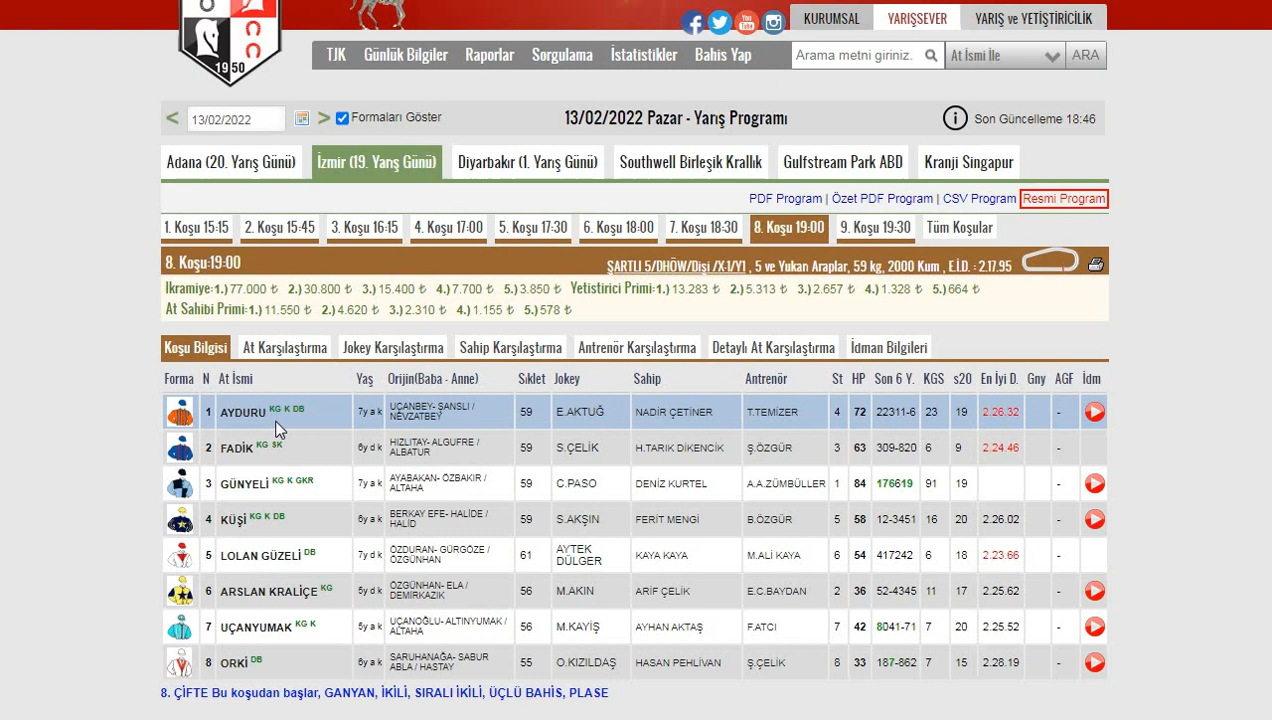 1950
KURUMSAL YARIŞSEVER YARIŞ ve YETİŞTİRİCİLİK
TJK Günlük Bilgiler Raporlar Sorgulama İstatistikler Bahis Yap Arama metni giriniz. At İsmi İle ARA
< 13/02/2022 > Formaları Göster 13/02/2022 Pazar - Yarış Programı Son Güncelleme 18:46
Adana (20. Yarış Günü) İzmir (19. Yarış Günü) Diyarbakır (1. Yarış Günü) Southwell Birleşik Krallık Gulfstream Park ABD Kranji Singapur
PDF Program | Özet PDF Program | CSV Program Resmi Program
1. Koşu 15:15 2. Koşu 15:45 3. Koşu 16:15 4. Koşu 17:00 5. Koşu 17:30 6. Koşu 18:00 7. Koşu 18:30 8. Koşu 19:00 9. Koşu 19:30 Tüm Koşular
8. Koşu:19:00 ŞARTLI 5/DHÖW/Dişi /X-1/Y1 , 5 ve Yukarı Araplar, 59 kg, 2000 Kum , E.İ.D. : 2.17.95
Ikramiye:1.) 77.000 ₺ 2.) 30.800 ₺ 3.) 15.400 ₺ 4.) 7.700 ₺ 5.) 3.850 ₺ Yetistirici Primi:1.) 13.283 ₺ 2.) 5.313 ₺ 3.) 2.657 ₺ 4.) 1.328 ₺ 5.) 664 ₺
At Sahibi Primi:1.) 11.550 ₺ 2.) 4.620 ₺ 3.) 2.310 ₺ 4.) 1.155 ₺ 5.) 578 ₺
Koşu Bilgisi At Karşılaştırma Jokey Karşılaştırma Sahip Karşılaştırma Antrenör Karşılaştırma Detaylı At Karşılaştırma İdman Bilgileri
Forma N At İsmi Yaş Orijin(Baba - Anne) Sıklet Jokey Sahip Antrenör St HP Son 6 Y. KGS s20 En İyi D. Gny AGF İdm
1 AYDURU KG K DB 7y a k UÇANBEY- ŞANSLI / NEVZATBEY 59 E.AKTUĞ NADİR ÇETİNER T.TEMİZER 4 72 22311-6 23 19 2.26.32 -
2 FADİK KG SK 6y d k HIZLITAY- ALGUFRE / ALBATUR 59 S.ÇELİK H.TARIK DİKENCİK Ş.ÖZGÜR 3 63 309-820 6 9 2.24.46 -
3 GÜNYELİ KG K GKR 7y a k AYABAKAN- ÖZBAKIR / ALTAHA 59 C.PASO DENİZ KURTEL A.A.ZÜMBÜLLER 1 84 176619 91 19 -
4 KÜŞİ KG K DB 6y a k BERKAY EFE- HALİDE / HALİD 59 S.AKŞIN FERİT MENGİ B.ÖZGÜR 5 58 12-3451 16 20 2.26.02 -
5 LOLAN GÜZELİ DB 7y d k ÖZDURAN- GÜRGÖZE / ÖZGÜNHAN 61 AYTEK DÜLGER KAYA KAYA M.ALİ KAYA 6 54 417242 6 18 2.23.66 -
6 ARSLAN KRALİÇE KG 5y d k ÖZGÜNHAN- ELA / DEMİRKAZIK 56 M.AKIN ARİF ÇELİK E.C.BAYDAN 2 36 52-4345 11 17 2.25.62 -
7 UÇANYUMAK KG K 5y d k UÇANOĞLU- ALTINYUMAK / ALTAHA 56 M.KAYİŞ AYHAN AKTAŞ F.ATCI 7 42 8041-71 7 20 2.25.52 -
8 ORKİ DB 6y a k SARUHANAĞA- SABUR ABLA / HASTAY 55 O.KIZILDAŞ HASAN PEHLİVAN Ş.ÇELİK 8 33 187-862 7 15 2.28.19 -
8. ÇİFTE Bu koşudan başlar, GANYAN, İKİLİ, SIRALI İKİLİ, ÜÇLÜ BAHİS, PLASE